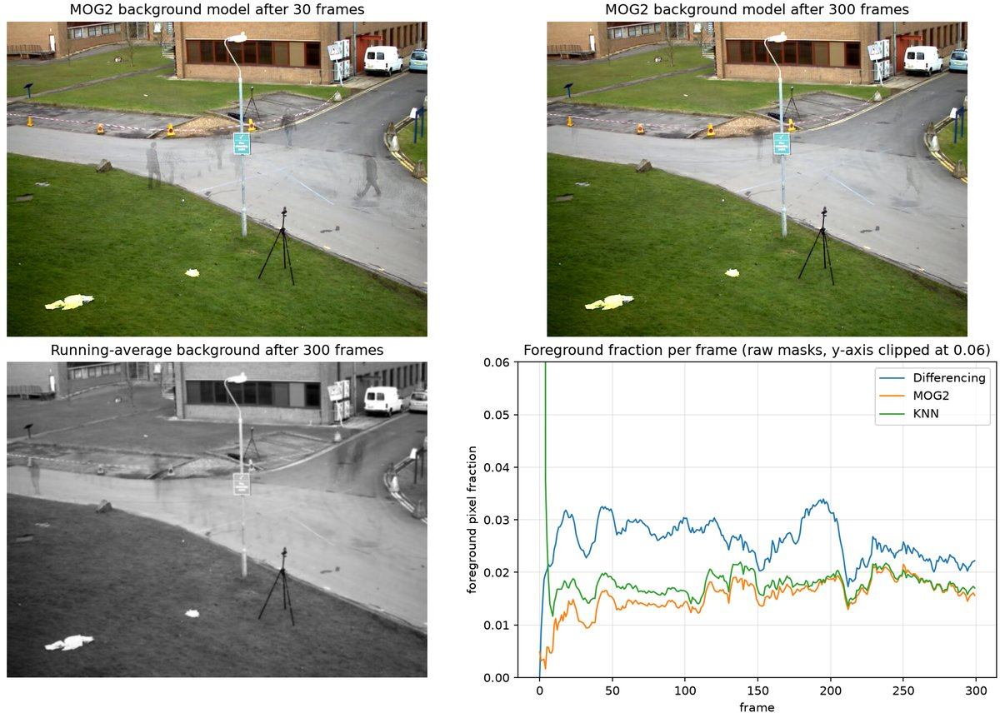 MOG2 background model after 30 frames
MOG2 background model after 300 frames
Running-average background after 300 frames
Foreground fraction per frame (raw masks, y-axis clipped at 0.06)
0.06
0.05
0.04
0.03
0.02
0.01
0.00
foreground pixel fraction
Differencing
MOG2
KNN
0
50
100
150
200
250
300
frame